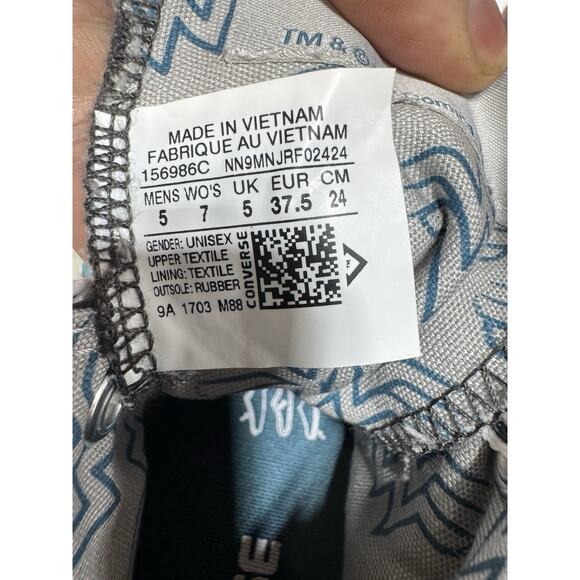 TM & ©
MADE IN VIETNAM
FABRIQUE AU VIETNAM
156986C NN9MNJRF02424
MENS WO'S UK EUR CM
5 7 5 37.5 24
GENDER: UNISEX
UPPER:TEXTILE
LINING: TEXTILE
OUTSOLE: RUBBER
9A 1703 M88
CONVERSE